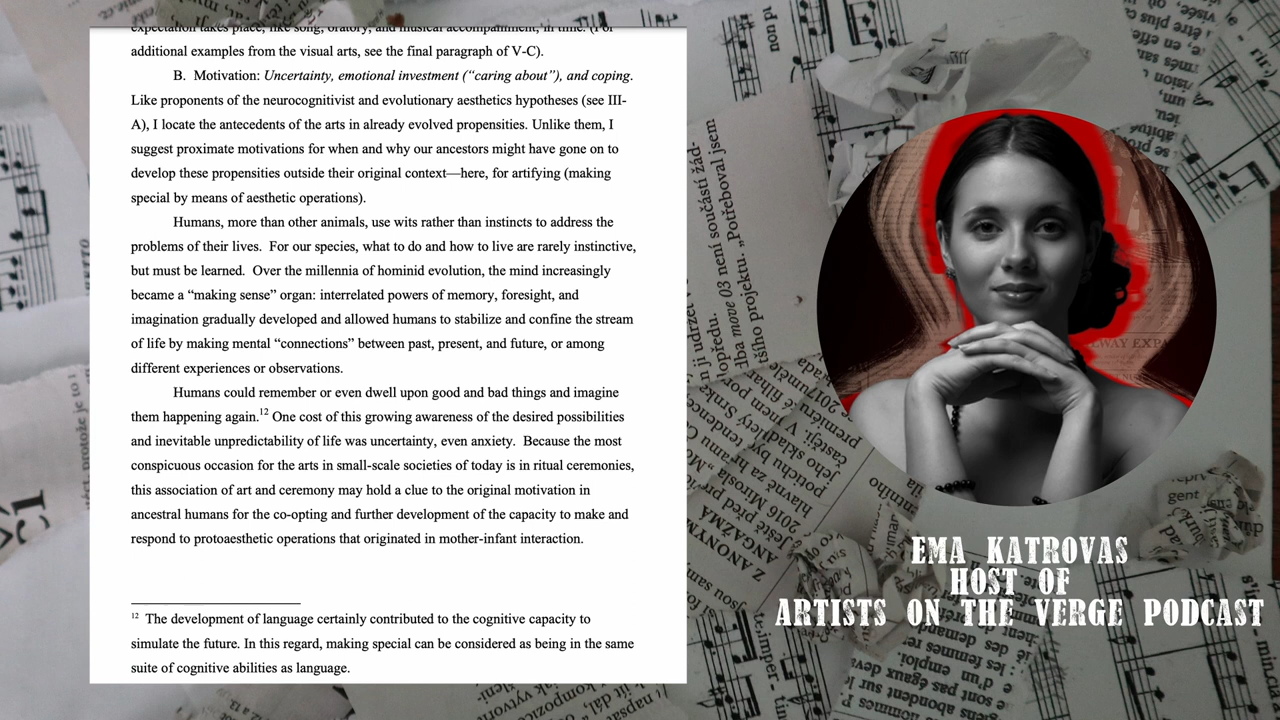 expectation takes place, like song, oratory, and musical accompaniment, in time. (For
additional examples from the visual arts, see the final paragraph of V-C).
B. Motivation: Uncertainty, emotional investment (“caring about”), and coping.
Like proponents of the neurocognitivist and evolutionary aesthetics hypotheses (see III-
A), I locate the antecedents of the arts in already evolved propensities. Unlike them, I
suggest proximate motivations for when and why our ancestors might have gone on to
develop these propensities outside their original context—here, for artifying (making
special by means of aesthetic operations).
Humans, more than other animals, use wits rather than instincts to address the
problems of their lives. For our species, what to do and how to live are rarely instinctive,
but must be learned. Over the millennia of hominid evolution, the mind increasingly
became a “making sense” organ: interrelated powers of memory, foresight, and
imagination gradually developed and allowed humans to stabilize and confine the stream
of life by making mental “connections” between past, present, and future, or among
different experiences or observations.
Humans could remember or even dwell upon good and bad things and imagine
them happening again.12 One cost of this growing awareness of the desired possibilities
and inevitable unpredictability of life was uncertainty, even anxiety. Because the most
conspicuous occasion for the arts in small-scale societies of today is in ritual ceremonies,
this association of art and ceremony may hold a clue to the original motivation in
ancestral humans for the co-opting and further development of the capacity to make and
respond to protoaesthetic operations that originated in mother-infant interaction.
12 The development of language certainly contributed to the cognitive capacity to
simulate the future. In this regard, making special can be considered as being in the same
suite of cognitive abilities as language.
EMA KATROVAS
HOST OF
ARTISTS ON THE VERGE PODCAST